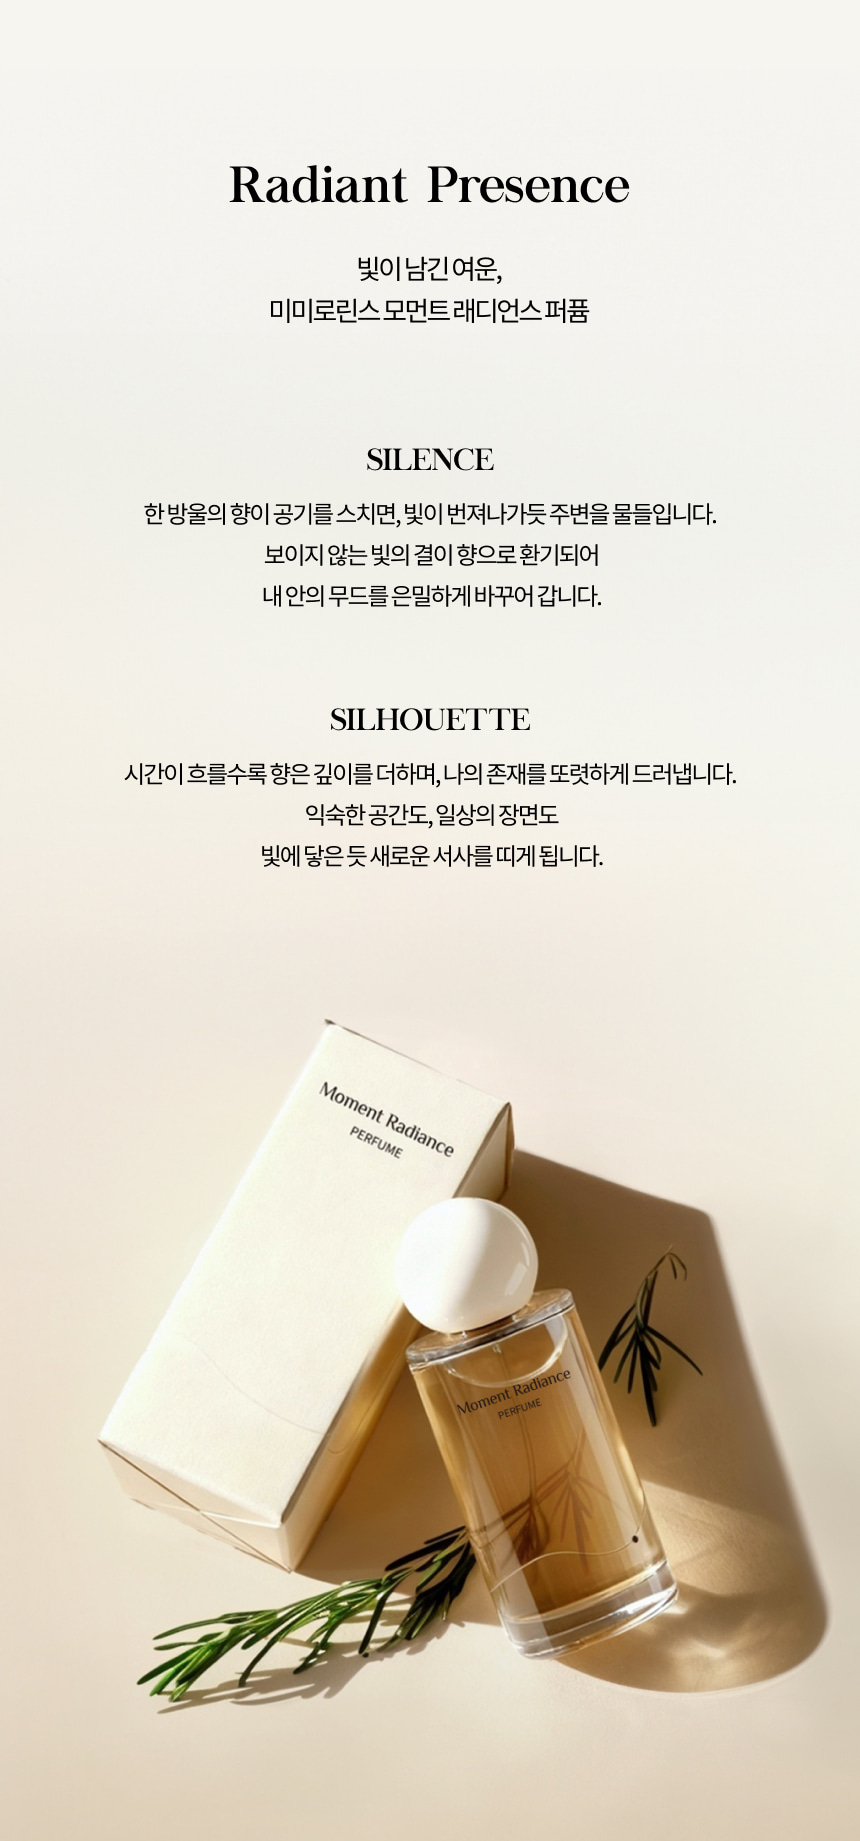 Radiant Presence
빛이 남긴 여운,
미미로린스 모먼트 래디언스 퍼퓸
SILENCE
한 방울의 향이 공기를 스치면, 빛이 번져나가듯 주변을 물들입니다.
보이지 않는 빛의 결이 향으로 환기되어
내 안의 무드를 은밀하게 바꾸어 갑니다.
SILHOUETTE
시간이 흐를수록 향은 깊이를 더하며, 나의 존재를 또렷하게 드러냅니다.
익숙한 공간도, 일상의 장면도
빛에 닿은 듯 새로운 서사를 띠게 됩니다.
Moment Radiance
PERFUME
Moment Radiance
PERFUME